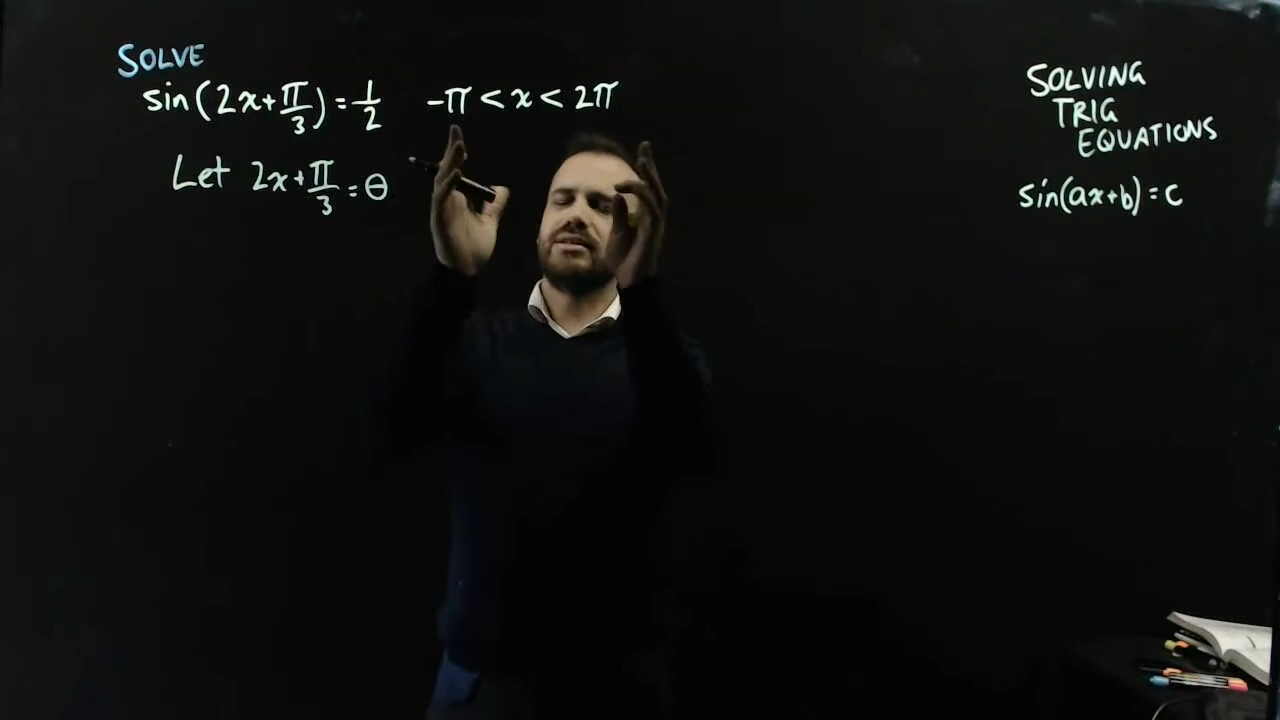 SOLVE
sin(2x+π/3)=1/2   -π < x < 2π
Let 2x+π/3=θ
SOLVING
TRIG
EQUATIONS
sin(ax+b)=c